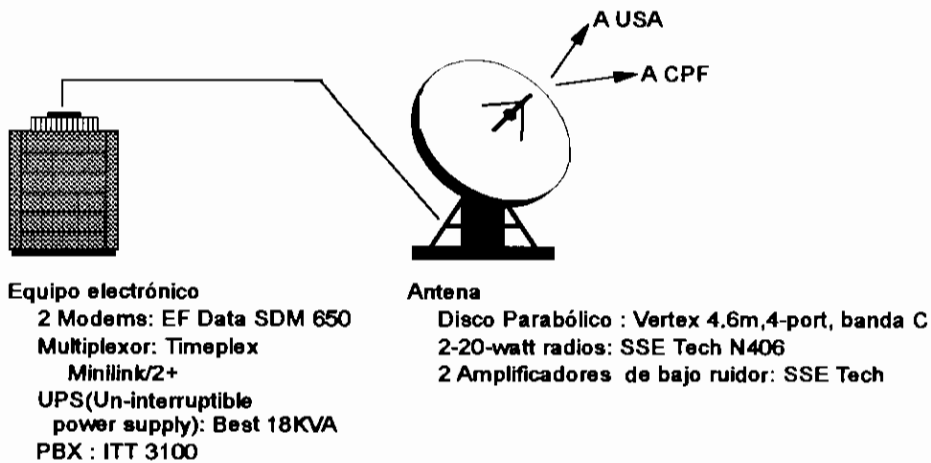 A USA
A CPF
Equipo electrónico
2 Modems: EF Data SDM 650
Multiplexor: Timeplex
Minilink/2+
UPS(Un-interruptible
power supply): Best 18KVA
PBX : ITT 3100
Antena
Disco Parabólico : Vertex 4.6m,4-port, banda C
2-20-watt radios: SSE Tech N406
2 Amplificadores de bajo ruidor: SSE Tech